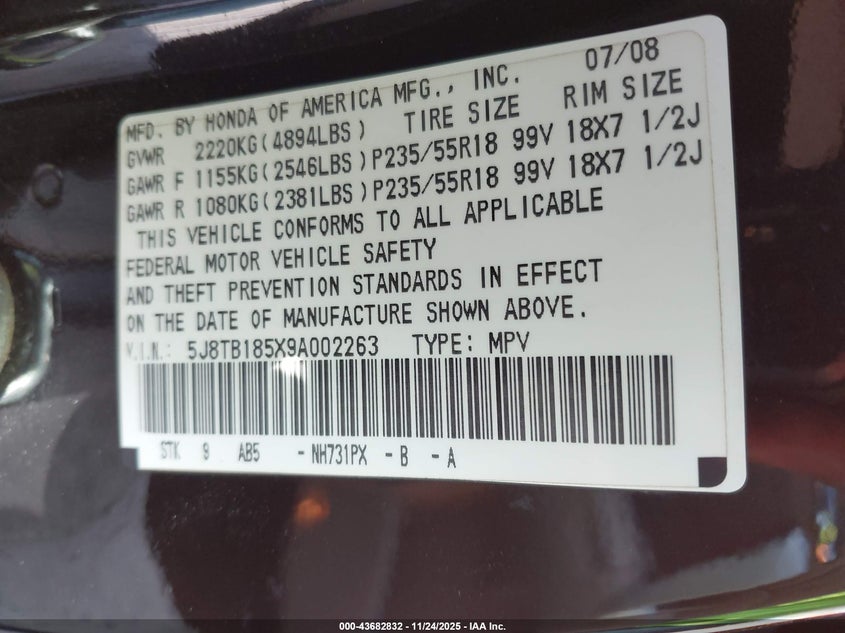 07/08
MFD. BY HONDA OF AMERICA MFG., INC.
GVWR 2220KG(4894LBS) TIRE SIZE RIM SIZE
GAWR F 1155KG(2546LBS)P235/55R18 99V 18X7 1/2J
GAWR R 1080KG(2381LBS)P235/55R18 99V 18X7 1/2J
THIS VEHICLE CONFORMS TO ALL APPLICABLE
FEDERAL MOTOR VEHICLE SAFETY
AND THEFT PREVENTION STANDARDS IN EFFECT
ON THE DATE OF MANUFACTURE SHOWN ABOVE.
V.I.N.: 5J8TB185X9A002263 TYPE: MPV
STK 9 AB5 -NH731PX -B -A
000-43682832 - 11/24/2025 - IAA Inc.